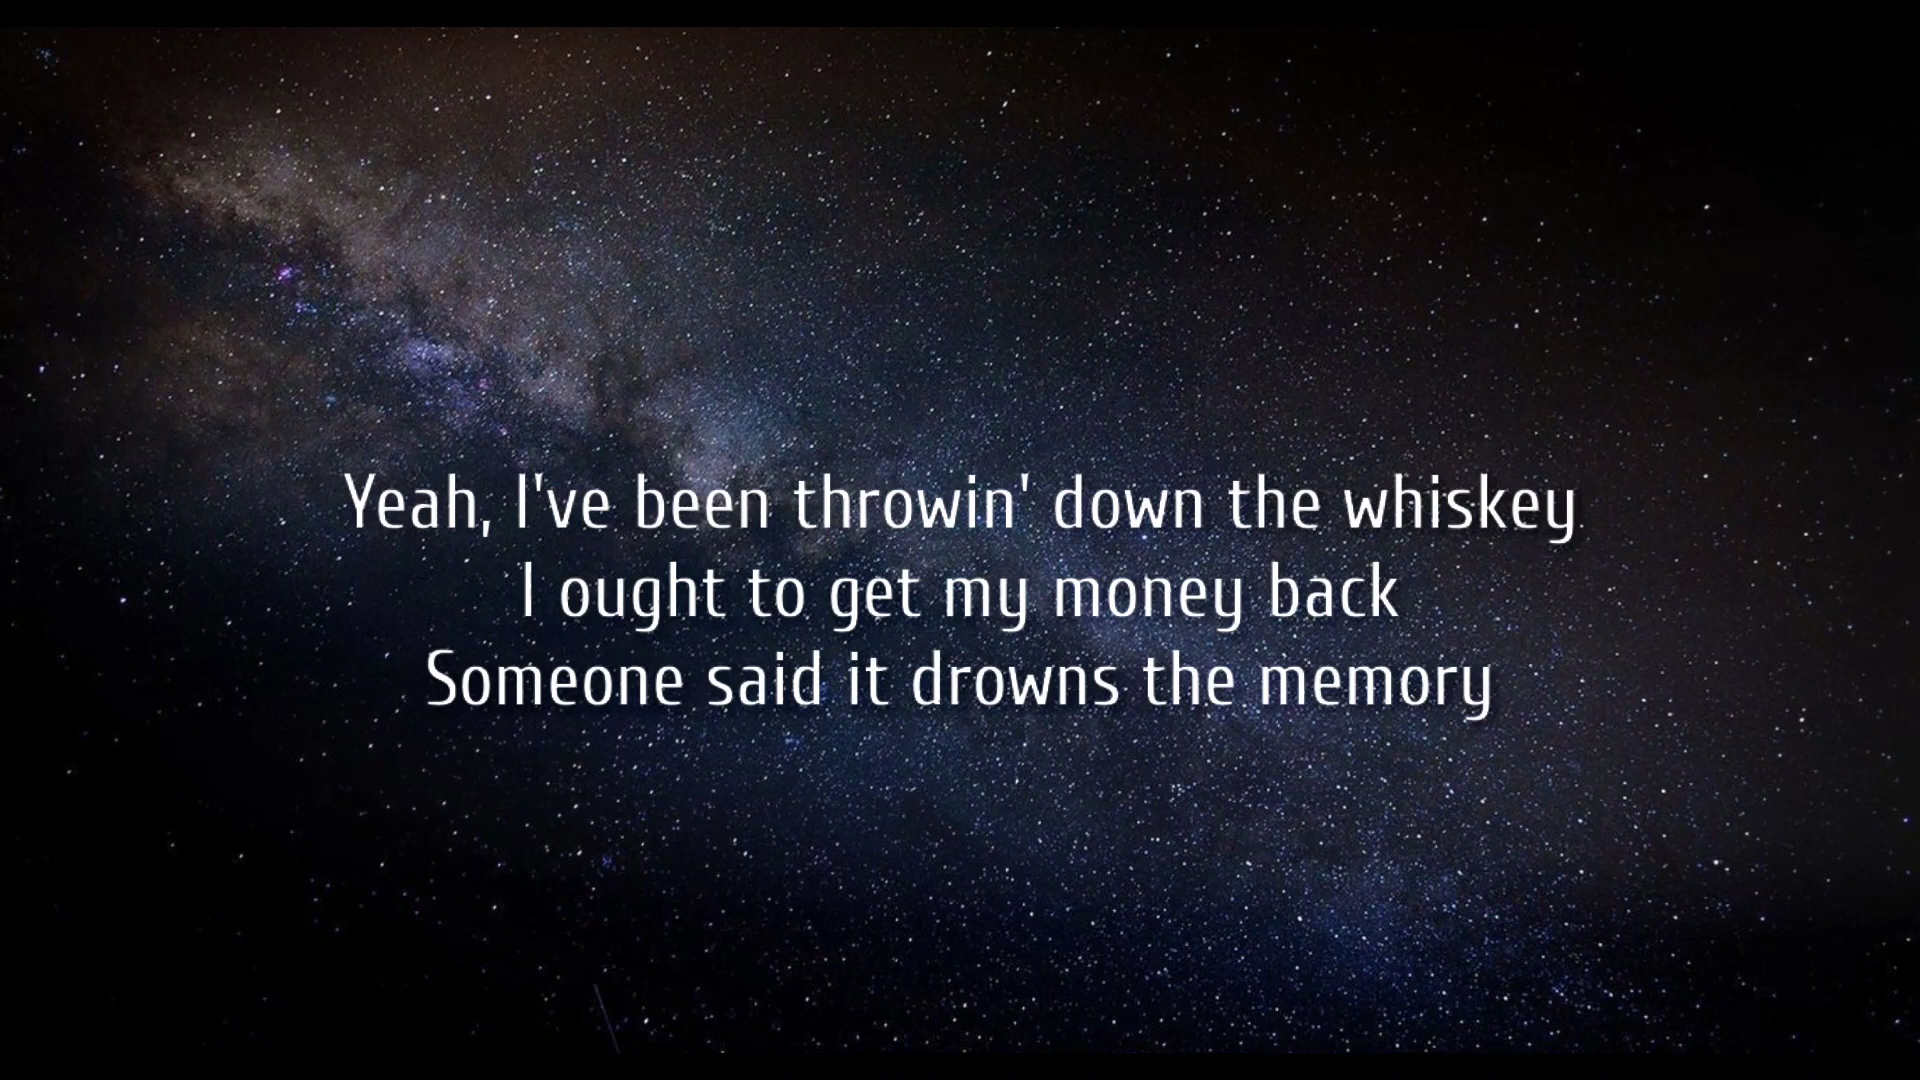 Yeah, I've been throwin' down the whiskey
I ought to get my money back
Someone said it drowns the memory